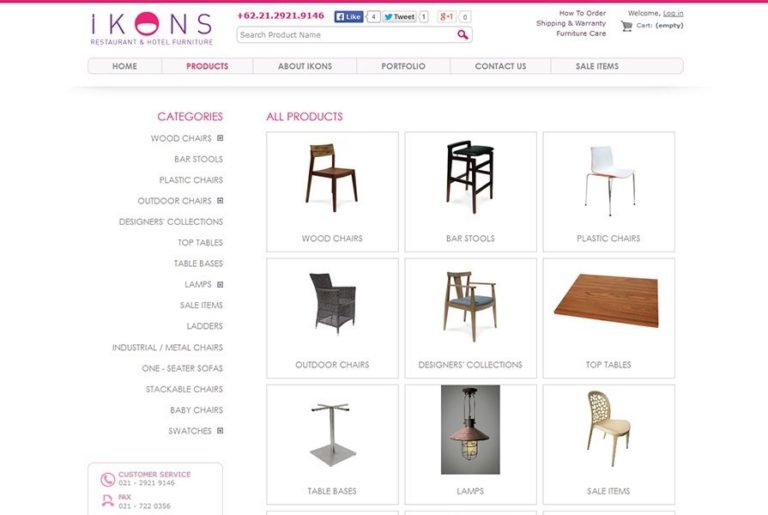 IKONS
RESTAURANT & HOTEL FURNITURE
+62.21.2921.9146
Like 4
Tweet 1
+1 0
Search Product Name
How To Order
Shipping & Warranty
Furniture Care
Welcome, Log in
Cart: (empty)
HOME PRODUCTS ABOUT IKONS PORTFOLIO CONTACT US SALE ITEMS
CATEGORIES
WOOD CHAIRS
BAR STOOLS
PLASTIC CHAIRS
OUTDOOR CHAIRS
DESIGNERS' COLLECTIONS
TOP TABLES
TABLE BASES
LAMPS
SALE ITEMS
LADDERS
INDUSTRIAL / METAL CHAIRS
ONE - SEATER SOFAS
STACKABLE CHAIRS
BABY CHAIRS
SWATCHES
CUSTOMER SERVICE
021 - 2921 9146
FAX
021 - 722 0356
ALL PRODUCTS
WOOD CHAIRS
BAR STOOLS
PLASTIC CHAIRS
OUTDOOR CHAIRS
DESIGNERS' COLLECTIONS
TOP TABLES
TABLE BASES
LAMPS
SALE ITEMS